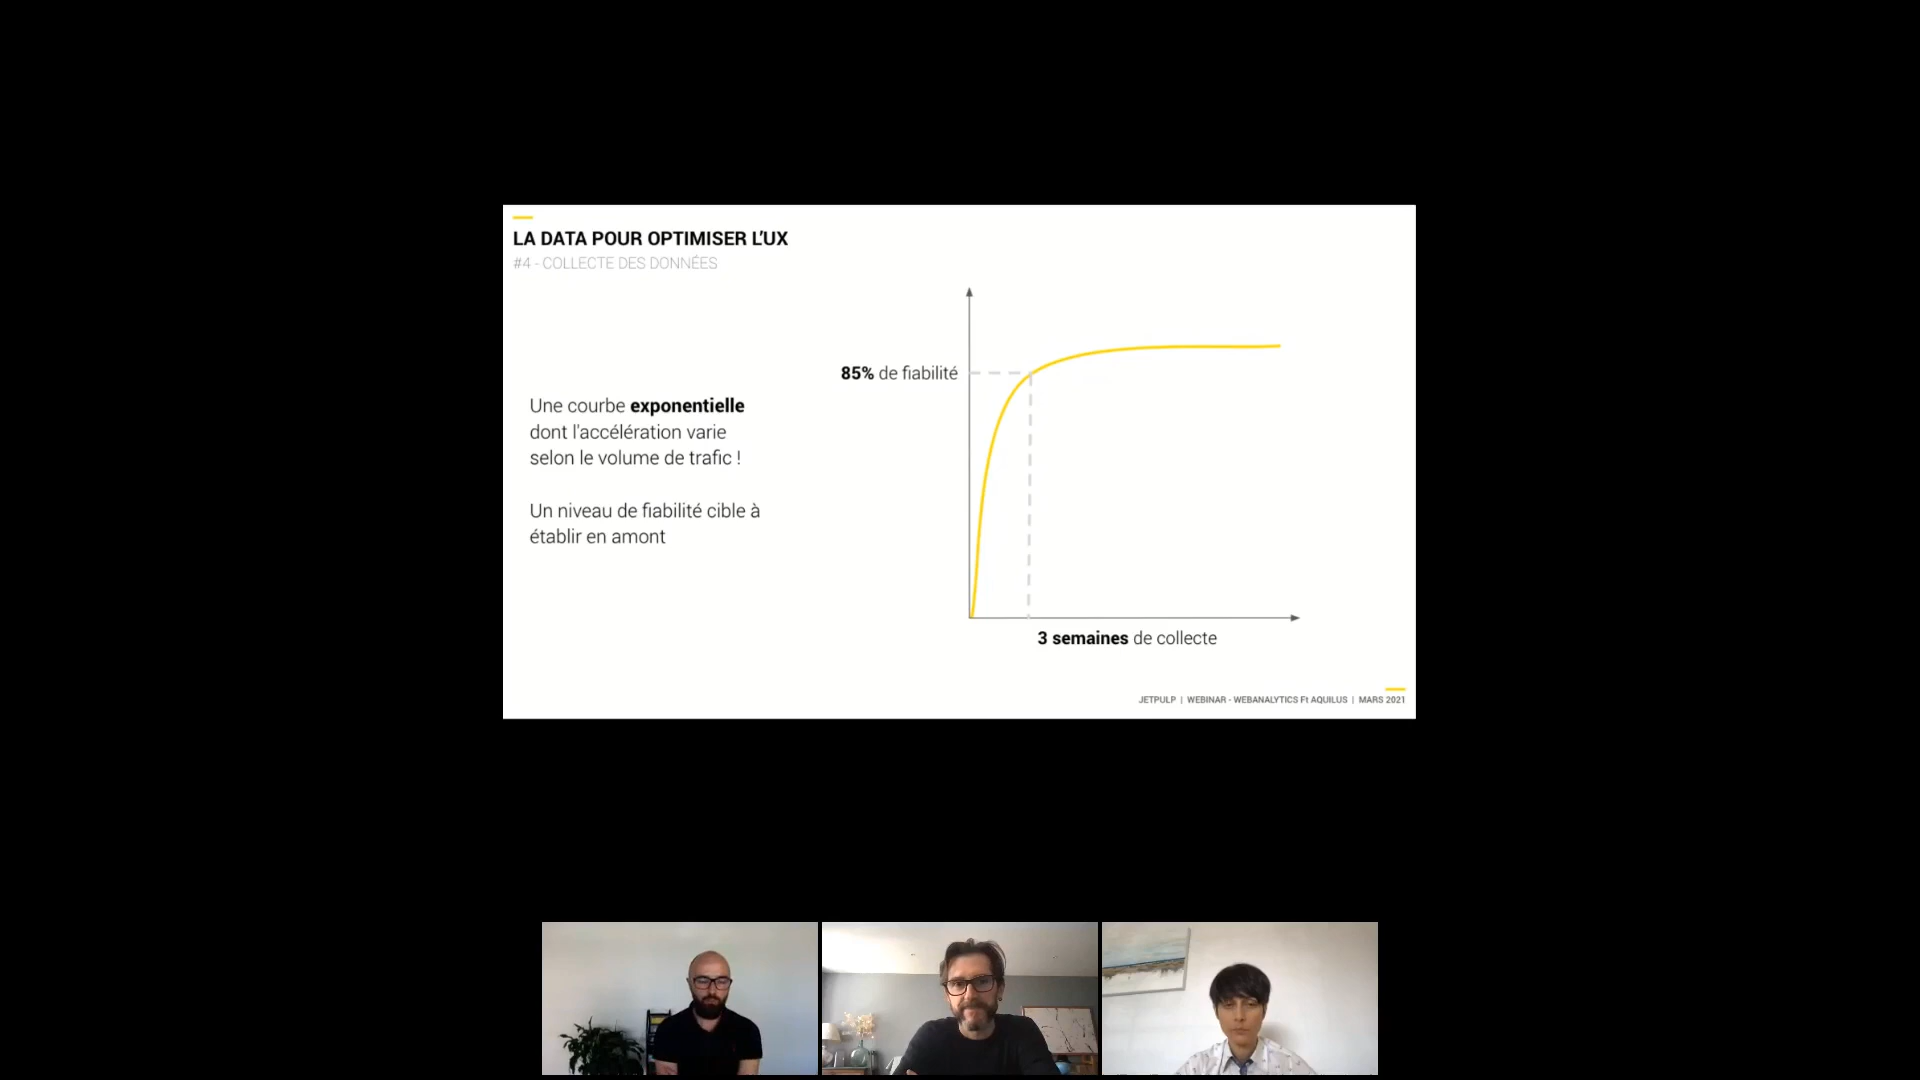 LA DATA POUR OPTIMISER L'UX
#4 - COLLECTE DES DONNÉES
85% de fiabilité
Une courbe exponentielle
dont l'accélération varie
selon le volume de trafic !
Un niveau de fiabilité cible à
établir en amont
3 semaines de collecte
JETPULP | WEBINAR - WEBANALYTICS Ft AQUILUS | MARS 2021